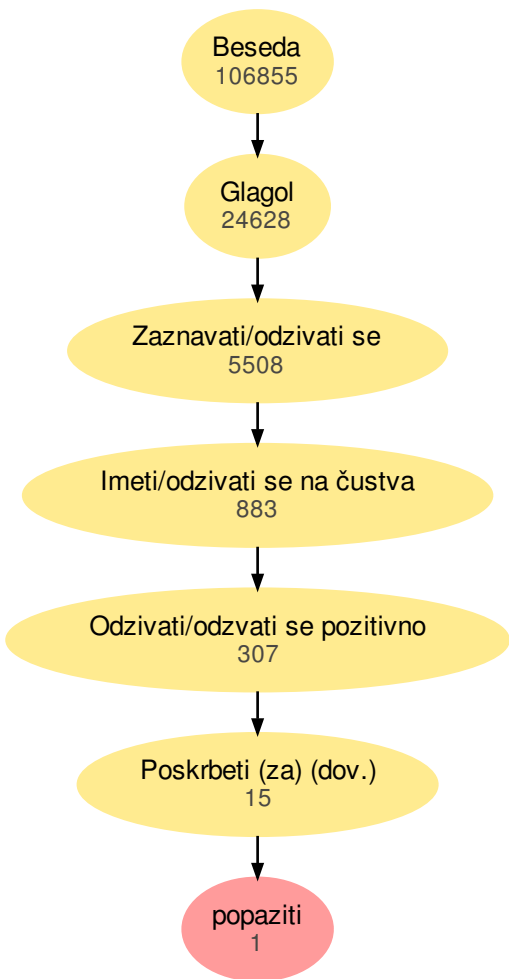 Beseda
106855
Glagol
24628
Zaznavati/odzivati se
5508
Imeti/odzivati se na čustva
883
Odzivati/odzvati se pozitivno
307
Poskrbeti (za) (dov.)
15
popaziti
1